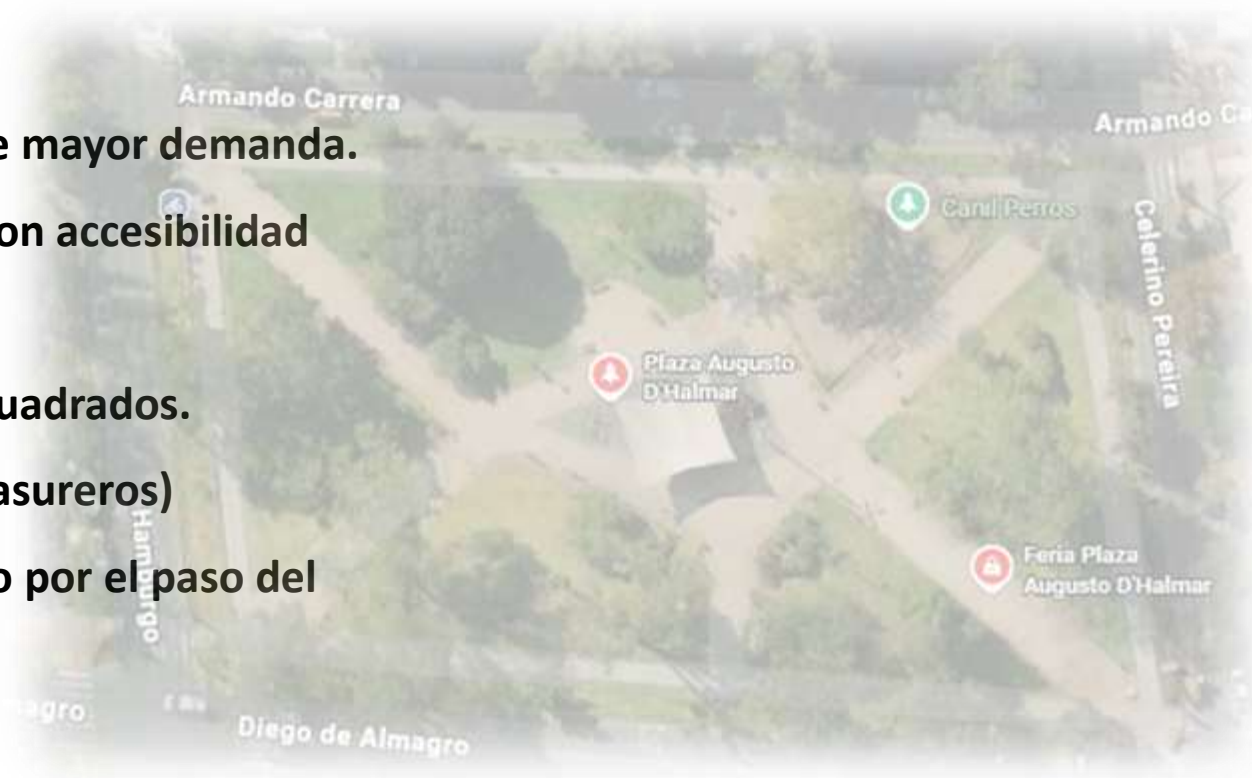 Armando Carrera
Armando Ca
e mayor demanda.
Canil Perros
on accesibilidad
Celerino Pereira
Plaza Augusto
D'Halmar
uadrados.
asureros)
Hamburgo
Feria Plaza
Augusto D'Halmar
o por el paso del
agro
Diego de Almagro